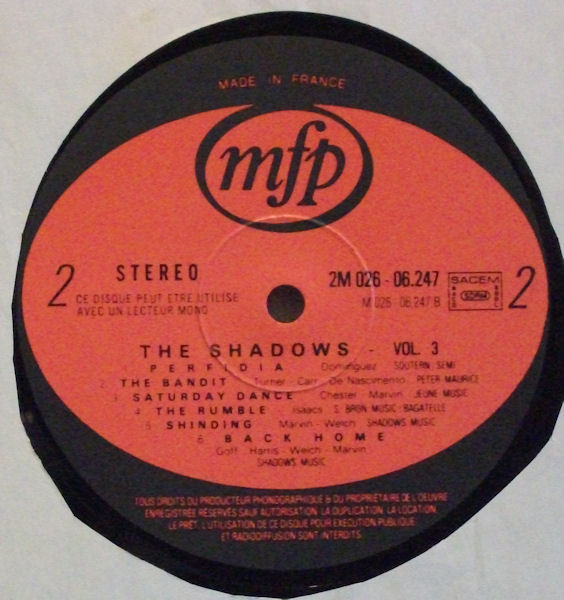 MADE IN FRANCE
mfp
2 STEREO 2M 026 - 06.247 SACEM 2
CE DISQUE PEUT ETRE UTILISE M 026 - 06.247 B SDRM
AVEC UN LECTEUR MONO
THE SHADOWS - VOL. 3
PERFIDIA Dominguez SOUTERN SEMI
2 THE BANDIT Turner - Carr - De Nascimento PETER MAURICE
3 SATURDAY DANCE Chester - Marvin JEUNE MUSIC
4 THE RUMBLE Isaacs S. BRON MUSIC/BAGATELLE
5 SHINDING Marvin - Welch SHADOWS MUSIC
6 BACK HOME
Goff - Harris - Welch - Marvin
SHADOWS MUSIC
TOUS DROITS DU PRODUCTEUR PHONOGRAPHIQUE & DU PROPRIETAIRE DE L'OEUVRE
ENREGISTREE RESERVES SAUF AUTORISATION. LA DUPLICATION, LA LOCATION,
LE PRET, L'UTILISATION DE CE DISQUE POUR EXECUTION PUBLIQUE
ET RADIODIFFUSION SONT INTERDITS.